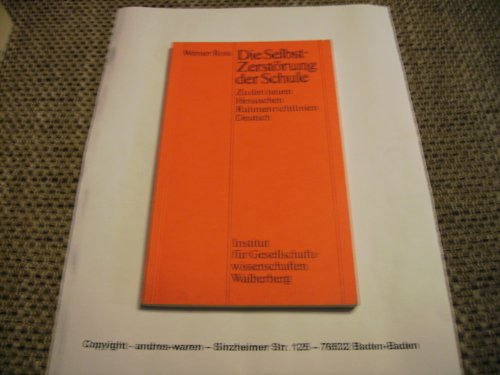 Werner Ross
Die Selbst-
Zerstörung
der Schule
Zu den neuen
Hessischen
Rahmenrichtlinien
Deutsch
Institut
für Gesellschafts-
wissenschaften
Walberberg
Copyright - andres-waren - Sinzheimer Str. 125 - 76532 Baden-Baden